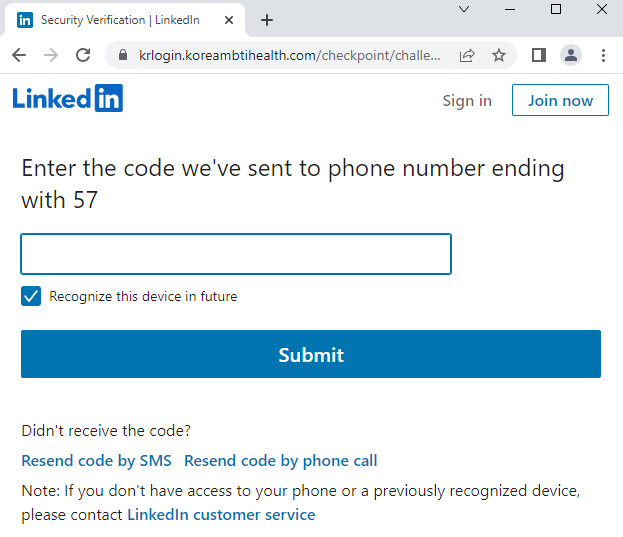 Security Verification | LinkedIn
krlogin.koreambtihealth.com/checkpoint/challe...
LinkedIn
Sign in
Join now
Enter the code we've sent to phone number ending
with 57
Recognize this device in future
Submit
Didn't receive the code?
Resend code by SMS Resend code by phone call
Note: If you don't have access to your phone or a previously recognized device,
please contact LinkedIn customer service